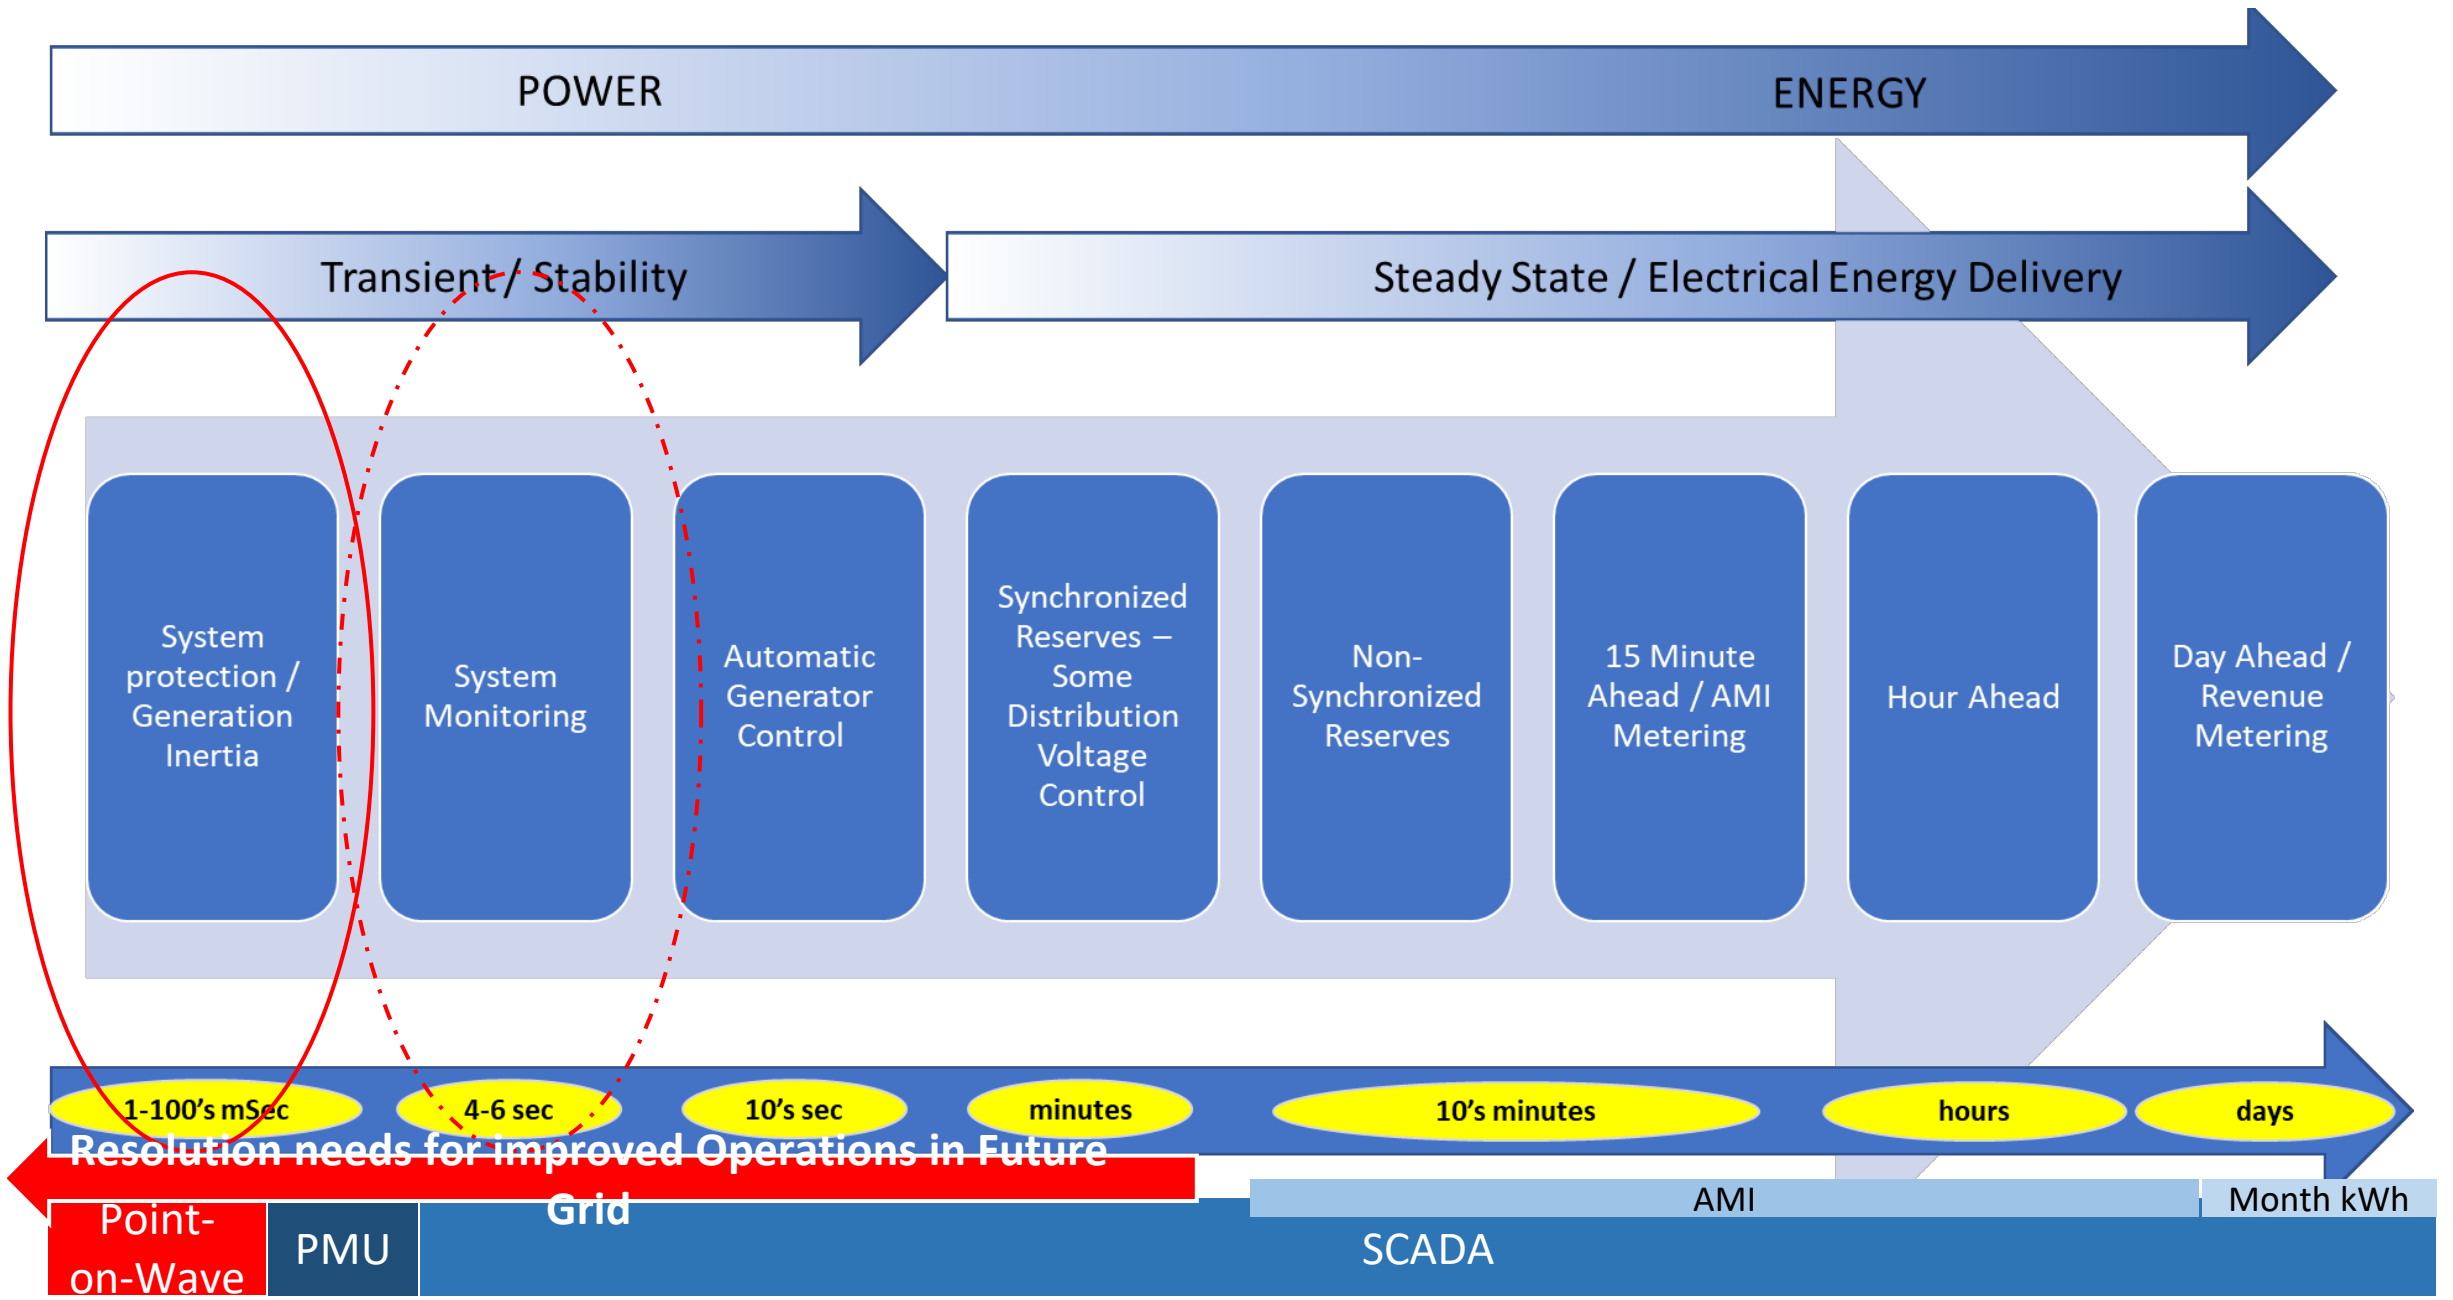 POWER
ENERGY
Transient / Stability
Steady State / Electrical Energy Delivery
System
protection /
Generation
Inertia
System
Monitoring
Automatic
Generator
Control
Synchronized
Reserves –
Some
Distribution
Voltage
Control
Non-
Synchronized
Reserves
15 Minute
Ahead / AMI
Metering
Hour Ahead
Day Ahead /
Revenue
Metering
1-100’s mSec
4-6 sec
10’s sec
minutes
10’s minutes
hours
days
Resolution needs for improved Operations in Future
Grid
AMI
Month kWh
Point-
on-Wave
PMU
SCADA